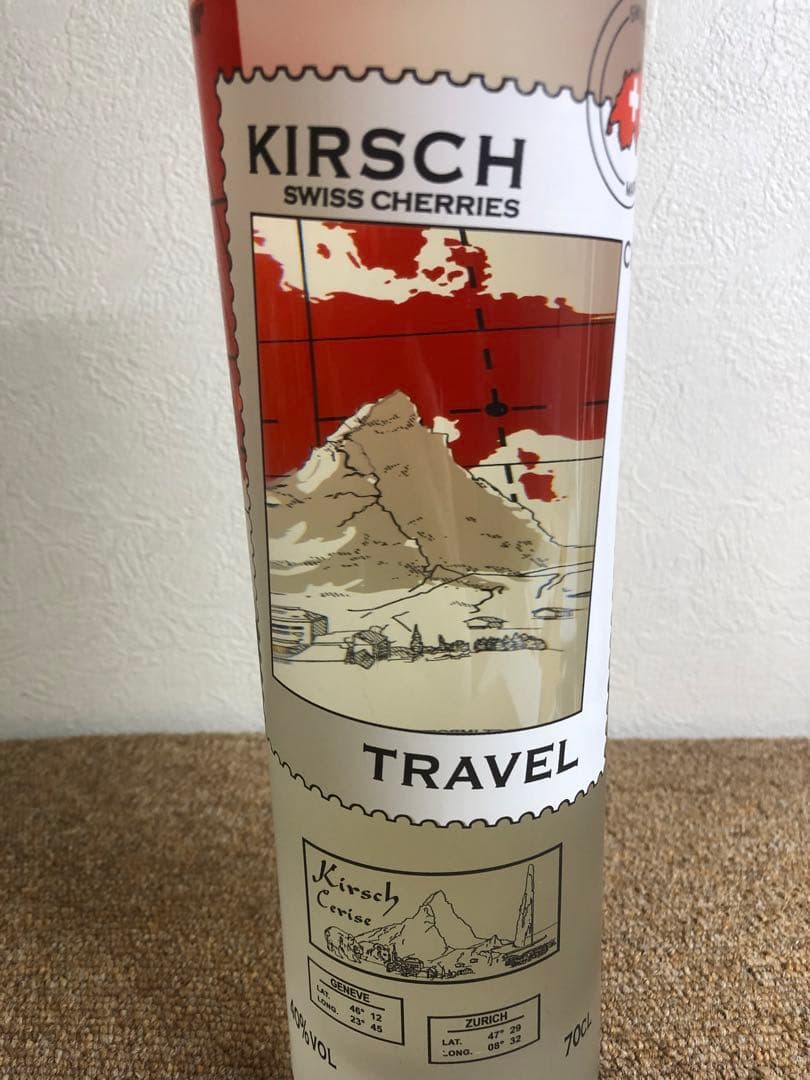 KIRSCH
SWISS CHERRIES
TRAVEL
Kirsch
Cerise
GENEVE
LAT. 46° 12
LONG. 23° 45
ZURICH
LAT. 47° 29
LONG. 08° 32
40%VOL
70CL